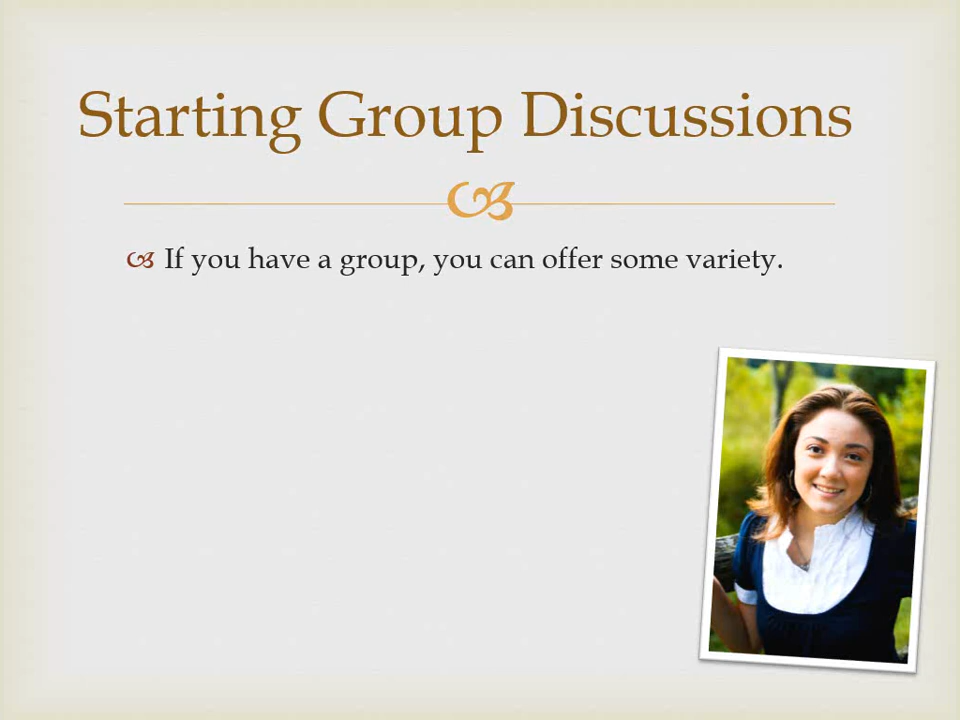 Starting Group Discussions
If you have a group, you can offer some variety.